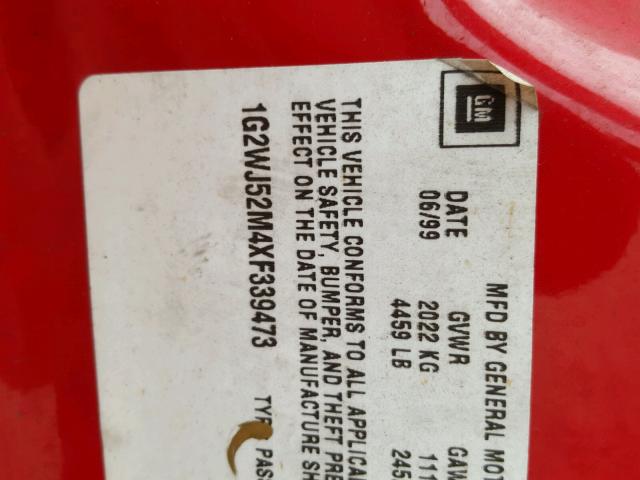 GM
MFD BY GENERAL MOT
DATE GVWR GAW
06/99 2022 KG 111
4459 LB 245
THIS VEHICLE CONFORMS TO ALL APPLICA
VEHICLE SAFETY, BUMPER, AND THEFT PRE
EFFECT ON THE DATE OF MANUFACTURE SH
1G2WJ52M4XF339473 TYP PASS